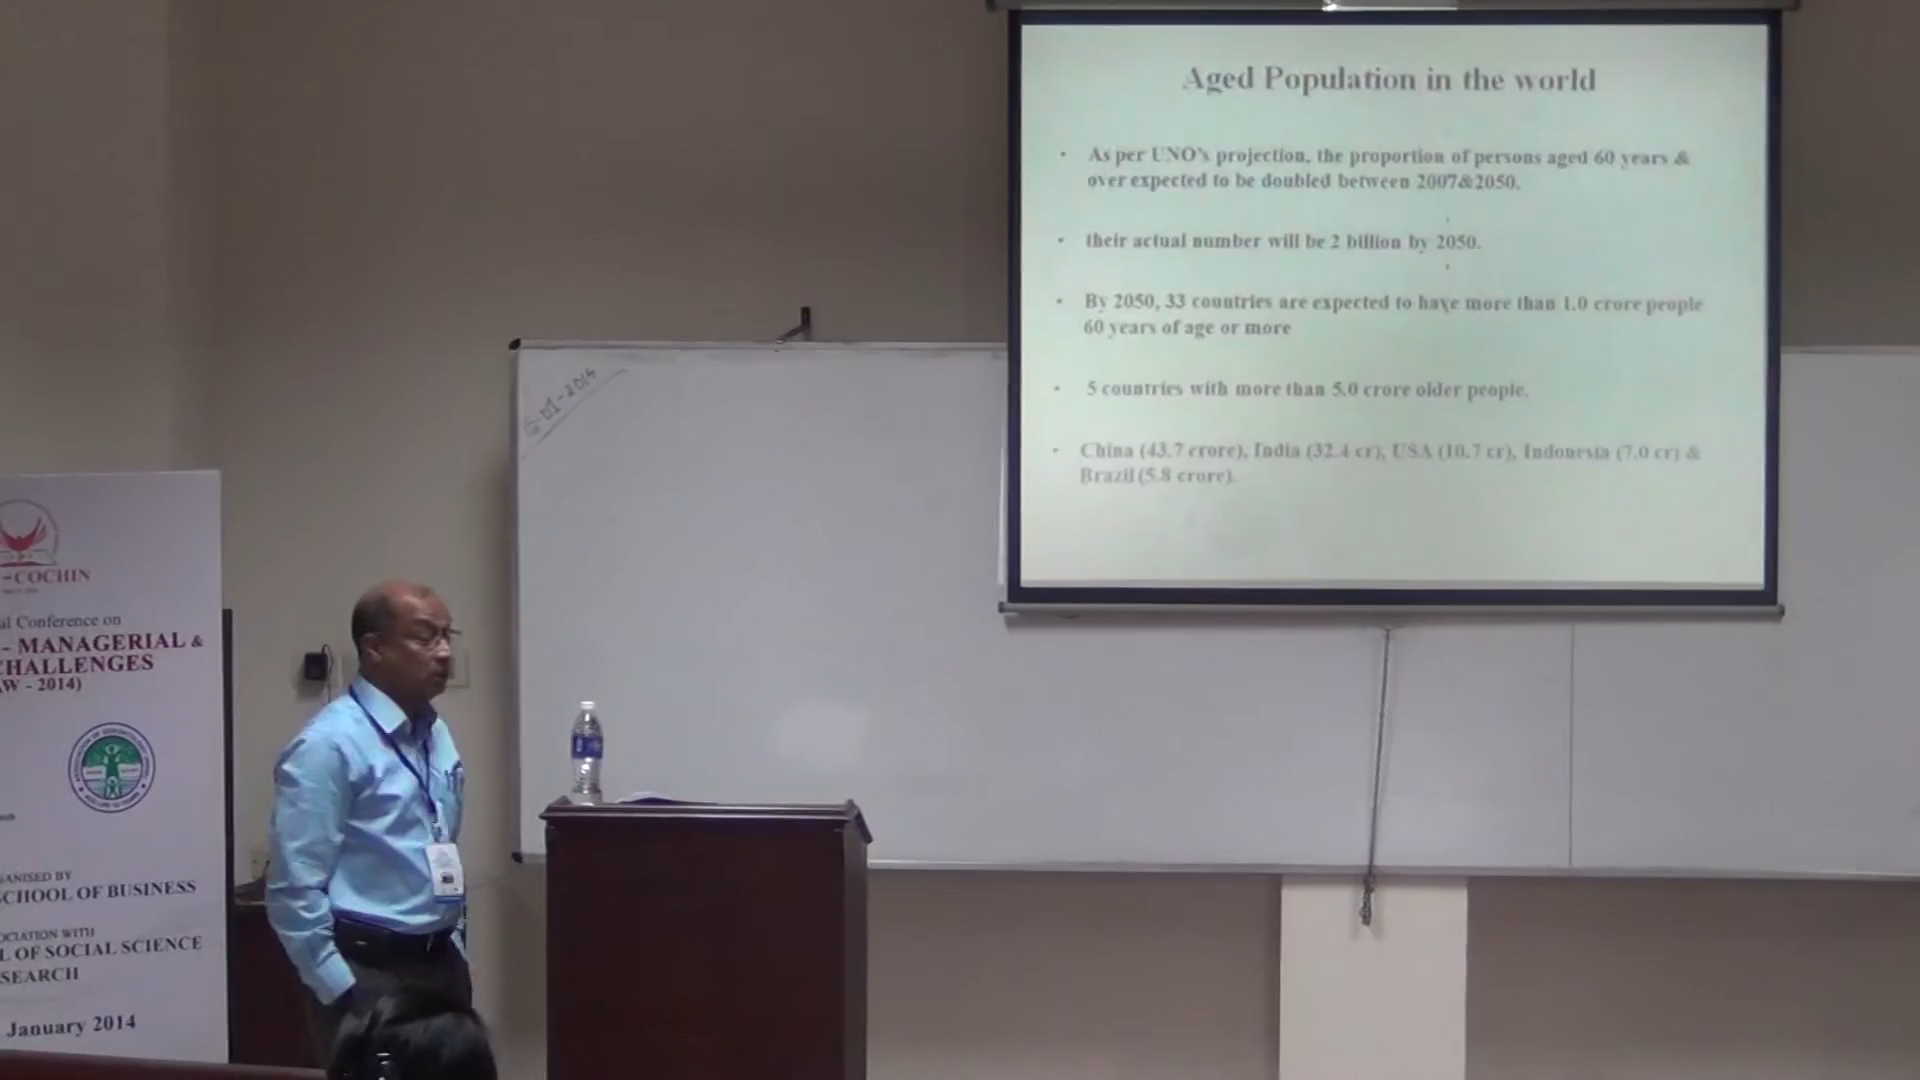 Aged Population in the world
• As per UNO's projection, the proportion of persons aged 60 years &
over expected to be doubled between 2007&2050.
• their actual number will be 2 billion by 2050.
• By 2050, 33 countries are expected to have more than 1.0 crore people
60 years of age or more
• 5 countries with more than 5.0 crore older people.
• China (43.7 crore), India (32.4 cr), USA (10.7 cr), Indonesia (7.0 cr) &
Brazil (5.8 crore).
-01-2014
-COCHIN
al Conference on
- MANAGERIAL &
CHALLENGES
W - 2014)
GANISED BY
SCHOOL OF BUSINESS
OCIATION WITH
L OF SOCIAL SCIENCE
SEARCH
January 2014